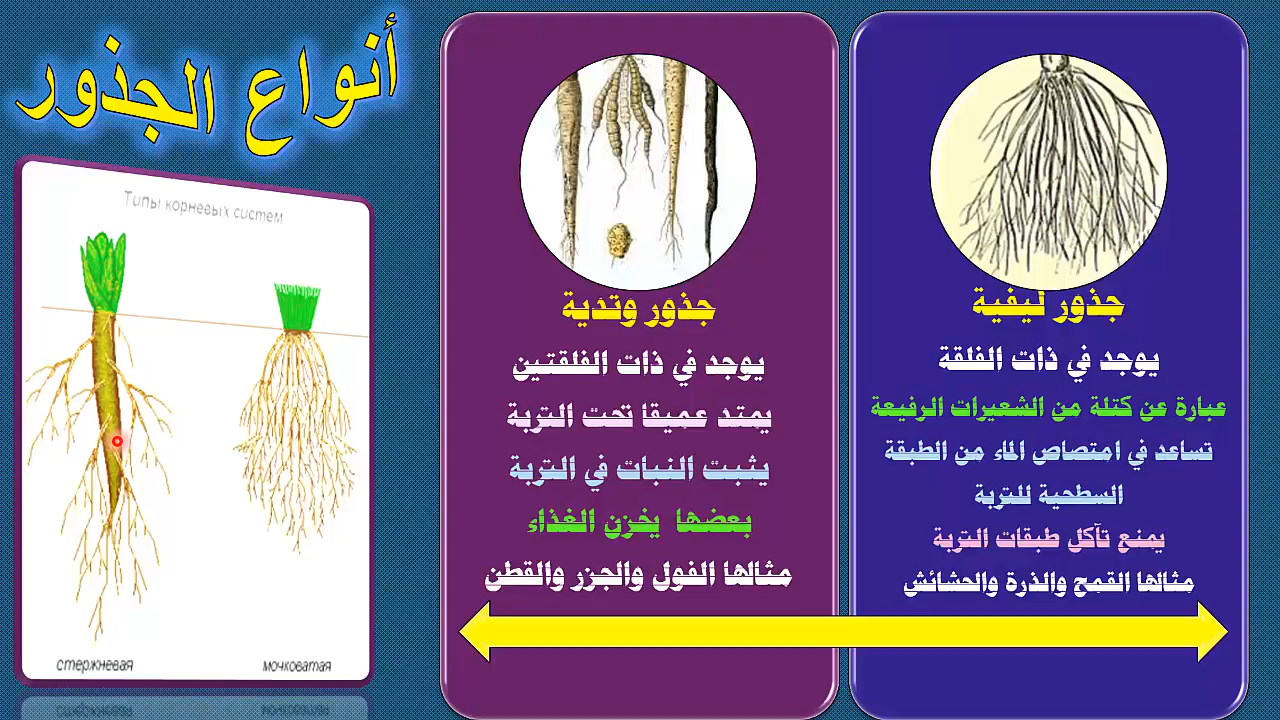 أنواع الجذور
جذور ليفية
يوجد في ذات الفلقة
عبارة عن كتلة من الشعيرات الرفيعة
تساعد في امتصاص الماء من الطبقة
السطحية للتربة
يمنع تآكل طبقات التربة
مثالها القمح والذرة والحشائش
جذور وتدية
يوجد في ذات الفلقتين
يمتد عميقا تحت التربة
يثبت النبات في التربة
بعضها يخزن الغذاء
مثالها الفول والجزر والقطن
Типы корневых систем
стержневая
мочковатая